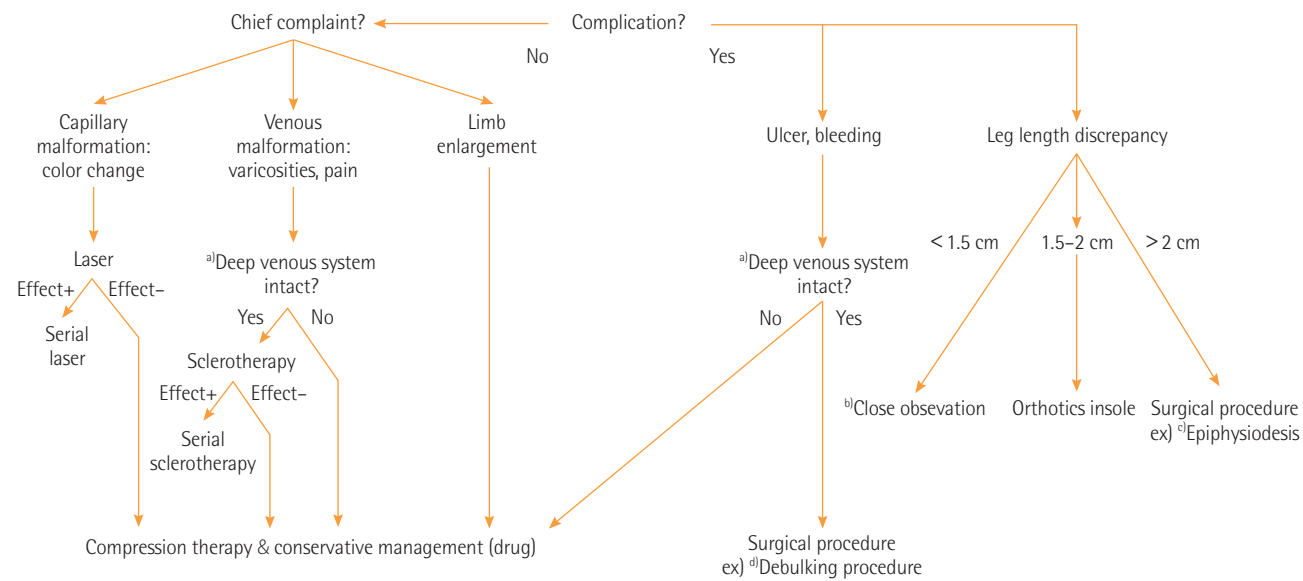 Chief complaint?
Complication?
No
Yes
Capillary
malformation:
color change
Venous
malformation:
varicosities, pain
Limb
enlargement
Ulcer, bleeding
Leg length discrepancy
Laser
Effect+
Effect–
Serial
laser
a)Deep venous system
intact?
Yes
No
Sclerotherapy
Effect+
Effect–
Serial
sclerotherapy
a)Deep venous system
intact?
No
Yes
< 1.5 cm
1.5–2 cm
> 2 cm
b)Close obsevation
Orthotics insole
Surgical procedure
ex) c)Epiphysiodesis
Compression therapy & conservative management (drug)
Surgical procedure
ex) d)Debulking procedure